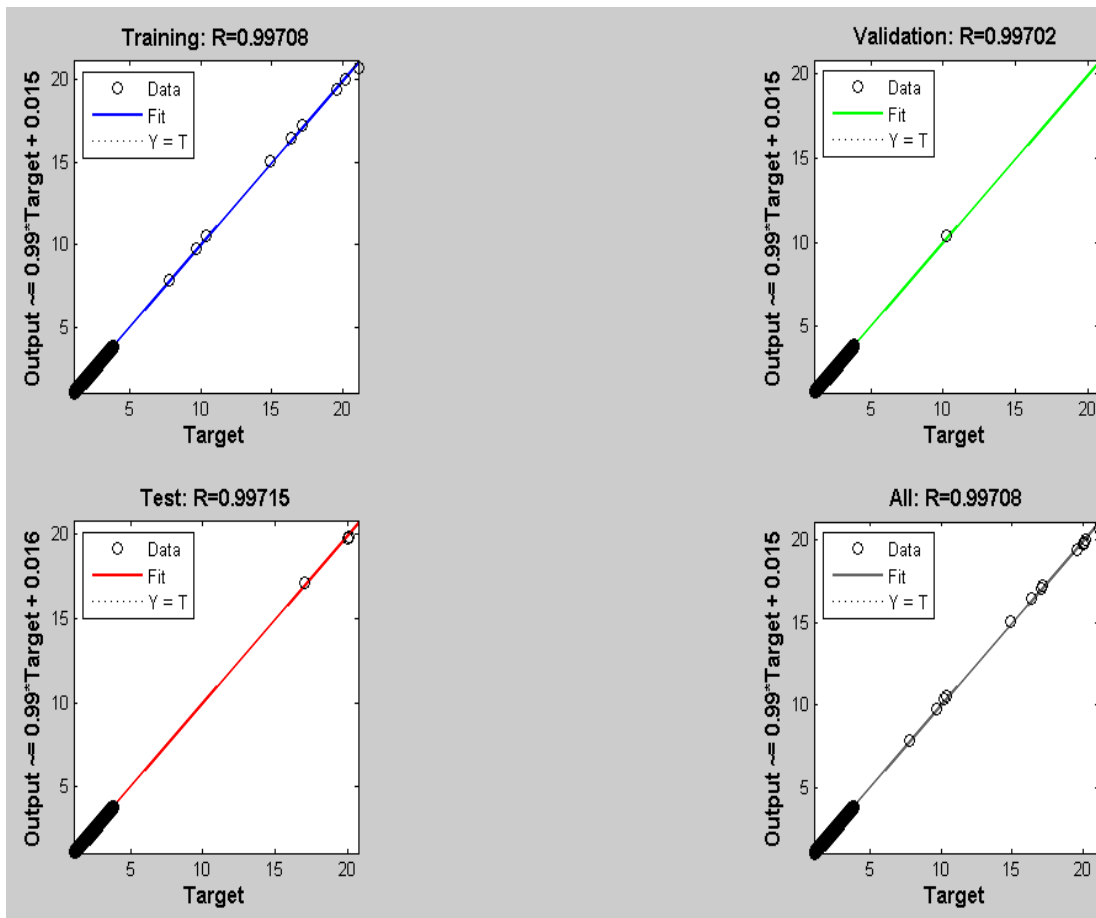 Training: R=0.99708
Output ~= 0.99*Target + 0.015
Data
Fit
Y = T
20
15
10
5
5 10 15 20
Target
Validation: R=0.99702
Output ~= 0.99*Target + 0.015
Data
Fit
Y = T
20
15
10
5
5 10 15 20
Target
Test: R=0.99715
Output ~= 0.99*Target + 0.016
Data
Fit
Y = T
20
15
10
5
5 10 15 20
Target
All: R=0.99708
Output ~= 0.99*Target + 0.015
Data
Fit
Y = T
20
15
10
5
5 10 15 20
Target